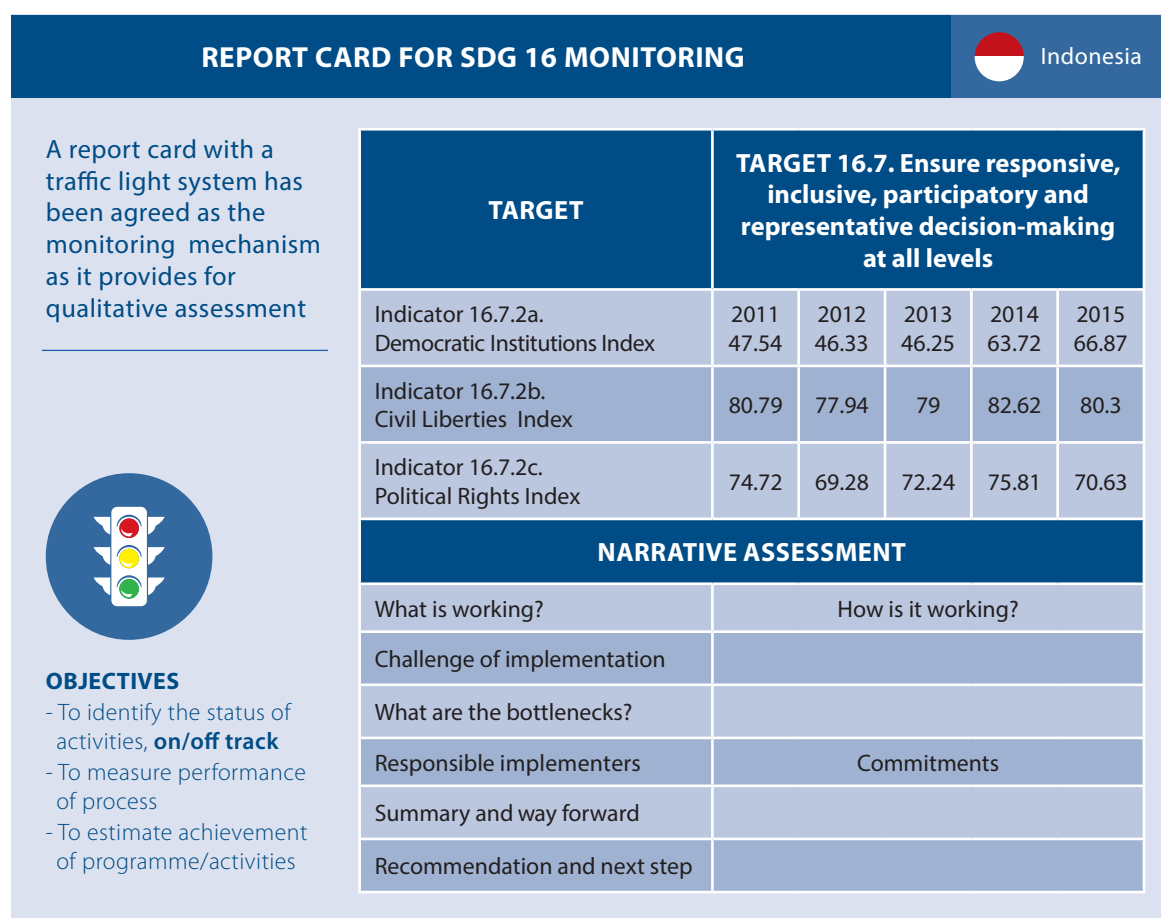 REPORT CARD FOR SDG 16 MONITORING
Indonesia
A report card with a
traffic light system has
been agreed as the
monitoring mechanism
as it provides for
qualitative assessment
OBJECTIVES
- To identify the status of
activities, on/off track
- To measure performance
of process
- To estimate achievement
of programme/activities
TARGET
TARGET 16.7. Ensure responsive,
inclusive, participatory and
representative decision-making
at all levels
Indicator 16.7.2a.
Democratic Institutions Index
2011 2012 2013 2014 2015
47.54 46.33 46.25 63.72 66.87
Indicator 16.7.2b.
Civil Liberties Index
80.79 77.94 79 82.62 80.3
Indicator 16.7.2c.
Political Rights Index
74.72 69.28 72.24 75.81 70.63
NARRATIVE ASSESSMENT
What is working? How is it working?
Challenge of implementation
What are the bottlenecks?
Responsible implementers Commitments
Summary and way forward
Recommendation and next step